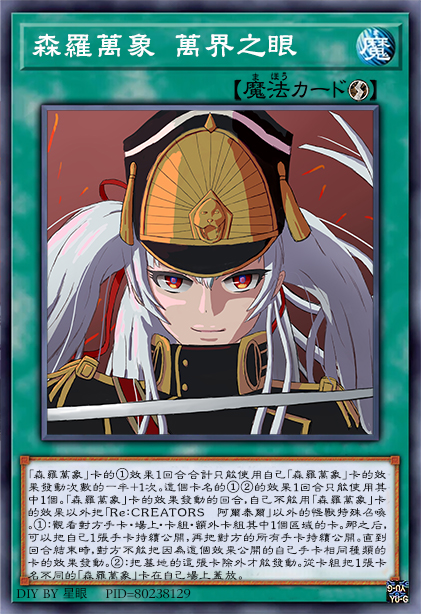 森羅萬象 萬界之眼
魔
【魔法カード】
まほう
「森羅萬象」卡的①效果1回合合計只能使用自己「森羅萬象」卡的效
果發動次數的一半+1次。這個卡名的①②的效果1回合只能使用其
中1個。「森羅萬象」卡的效果發動的回合,自己不能用「森羅萬象」卡
的效果以外把「Re:CREATORS 阿爾泰爾」以外的怪獸特殊召喚
。①:觀看對方手卡·場上·卡組·額外卡組其中1個區域的卡。那之后,
可以把自己1張手卡持續公開,再把對方的所有手卡持續公開。直到
回合結束時,對方不能把因為這個效果公開的自己手卡相同種類的
卡的效果發動。②:把墓地的這張卡除外才能發動。從卡組把1張卡
名不同的「森羅萬象」卡在自己場上蓋放。
DIY BY 星眼 PID=80238129
YU-G